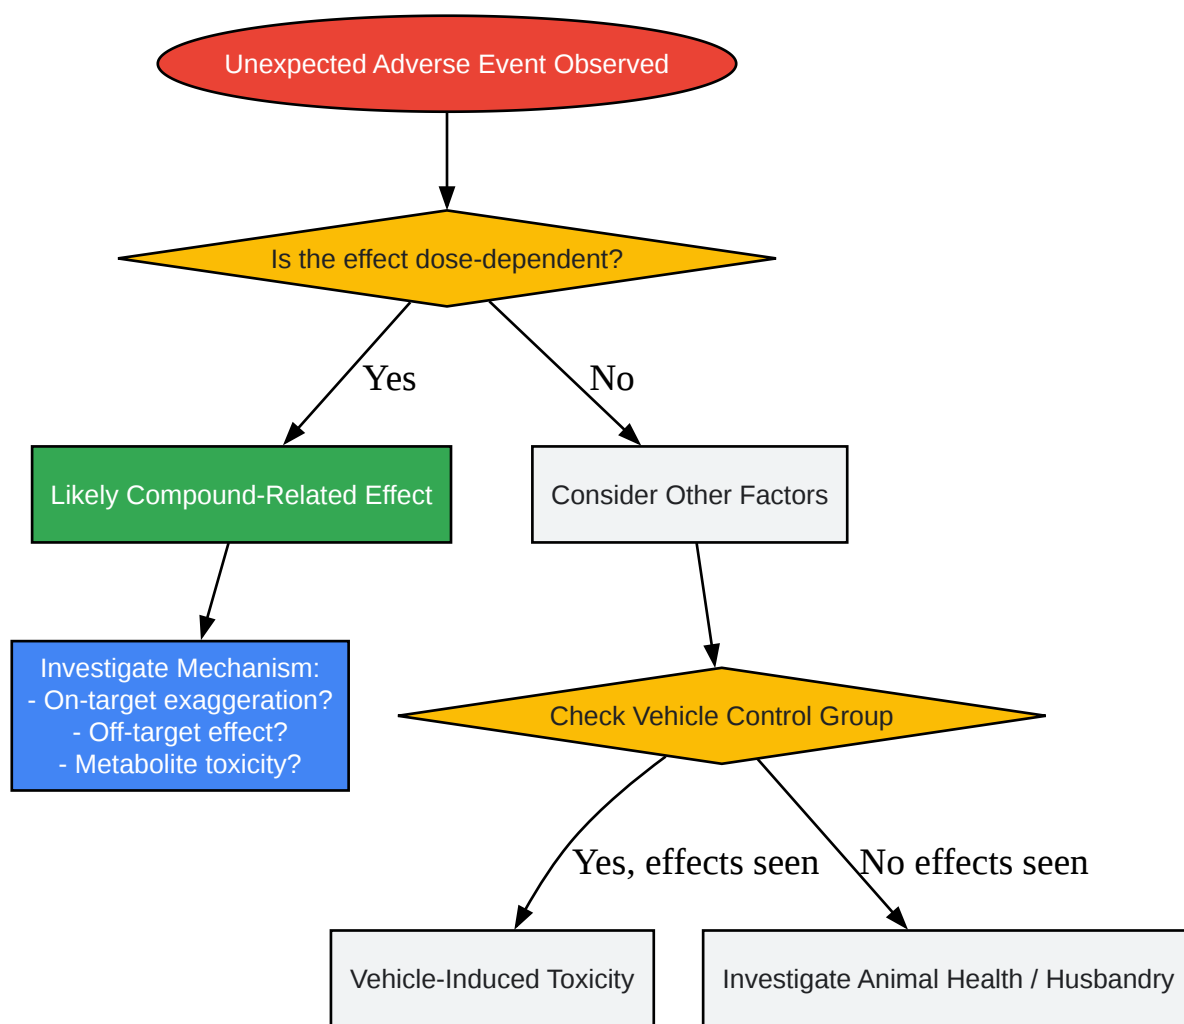 Unexpected Adverse Event Observed
Is the effect dose-dependent?
Yes
No
Likely Compound-Related Effect
Consider Other Factors
Investigate Mechanism:
- On-target exaggeration?
- Off-target effect?
- Metabolite toxicity?
Check Vehicle Control Group
Yes, effects seen
No effects seen
Vehicle-Induced Toxicity
Investigate Animal Health / Husbandry